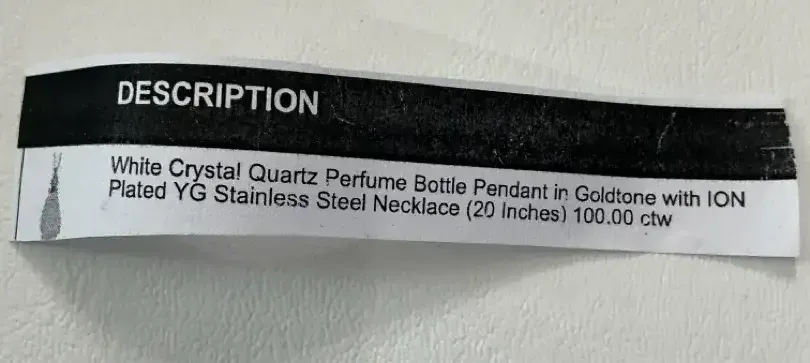 DESCRIPTION
White Crystal Quartz Perfume Bottle Pendant in Goldtone with ION
Plated YG Stainless Steel Necklace (20 Inches) 100.00 ctw